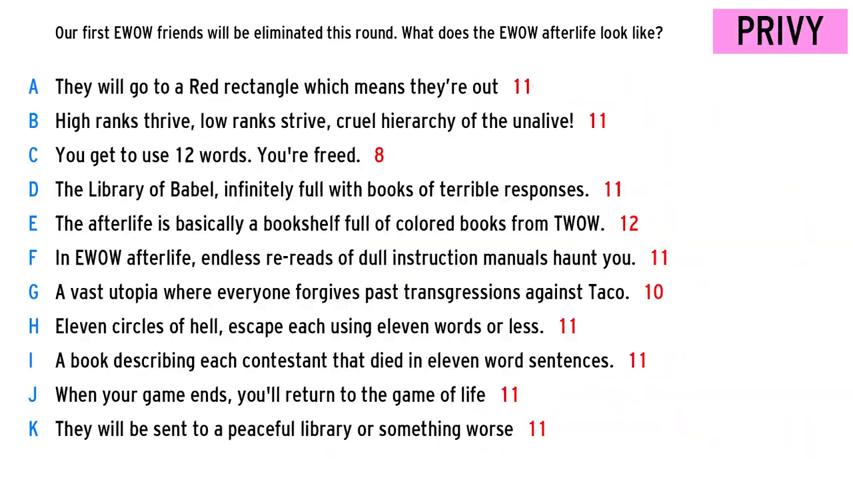 Our first EWOW friends will be eliminated this round. What does the EWOW afterlife look like?
PRIVY
A They will go to a Red rectangle which means they’re out 11
B High ranks thrive, low ranks strive, cruel hierarchy of the unalive! 11
C You get to use 12 words. You're freed. 8
D The Library of Babel, infinitely full with books of terrible responses. 11
E The afterlife is basically a bookshelf full of colored books from TWOW. 12
F In EWOW afterlife, endless re-reads of dull instruction manuals haunt you. 11
G A vast utopia where everyone forgives past transgressions against Taco. 10
H Eleven circles of hell, escape each using eleven words or less. 11
I A book describing each contestant that died in eleven word sentences. 11
J When your game ends, you'll return to the game of life 11
K They will be sent to a peaceful library or something worse 11